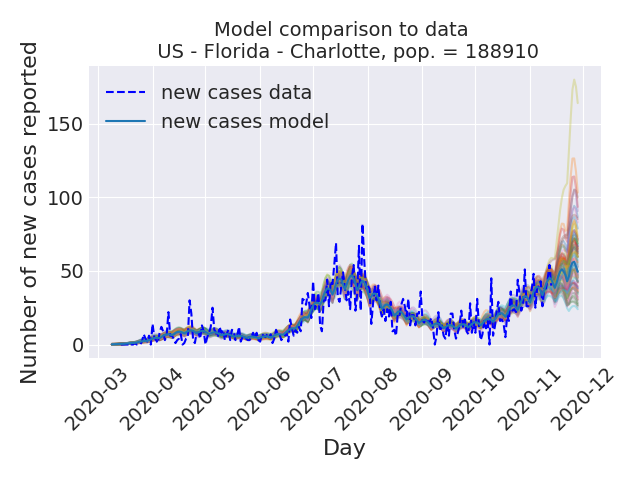 Model comparison to data
US - Florida - Charlotte, pop. = 188910
new cases data
new cases model
Number of new cases reported
150
100
50
0
2020-03
2020-04
2020-05
2020-06
2020-07
2020-08
2020-09
2020-10
2020-11
2020-12
Day